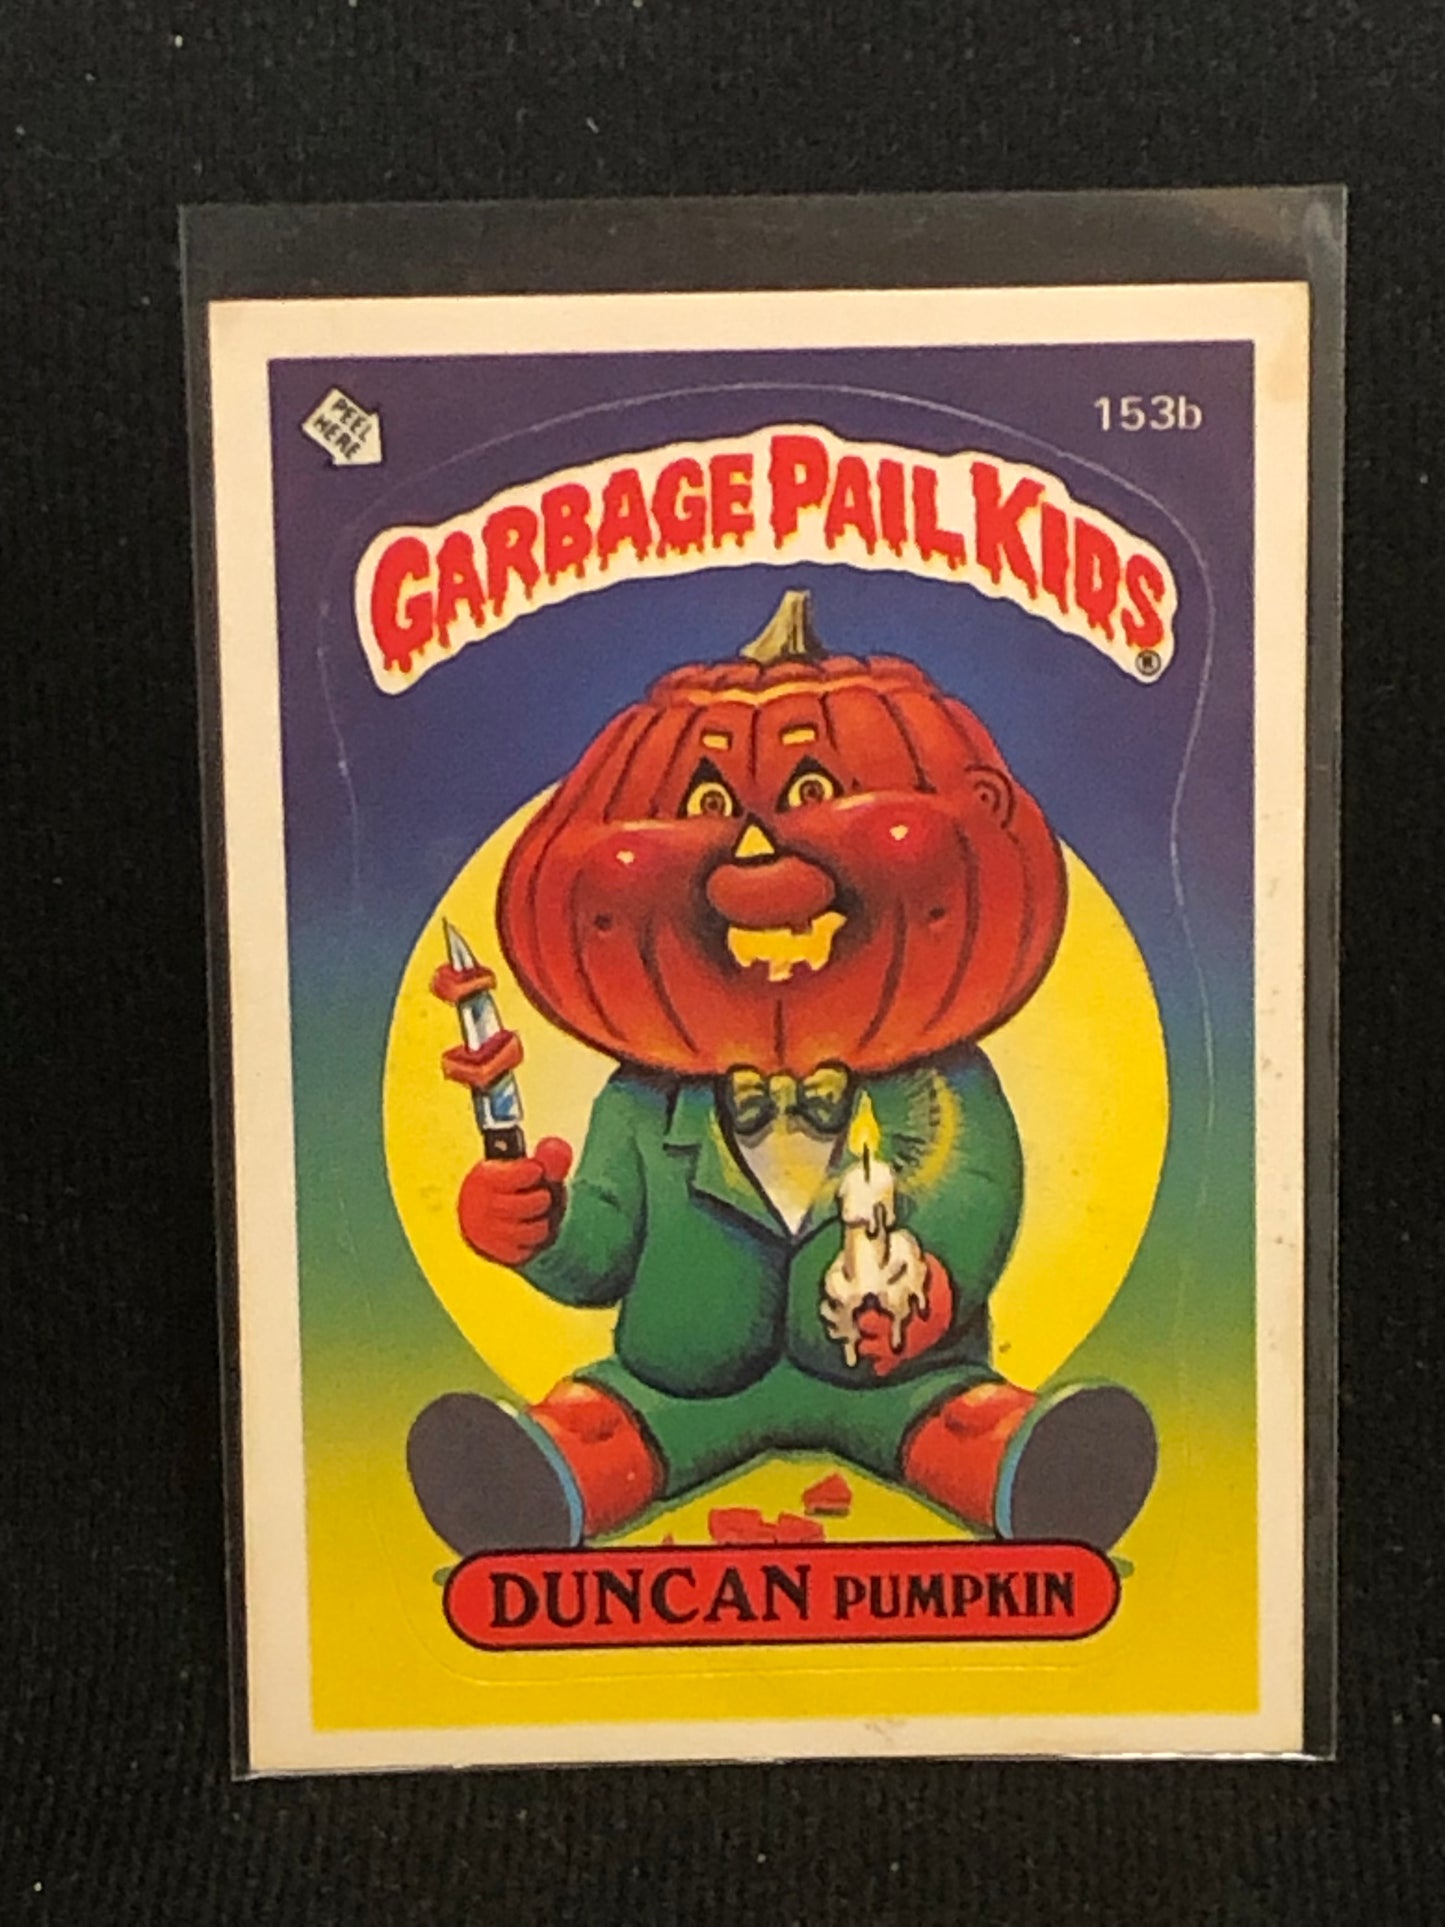 PEEL
HERE
153b
GARBAGE PAIL KIDS®
DUNCAN PUMPKIN